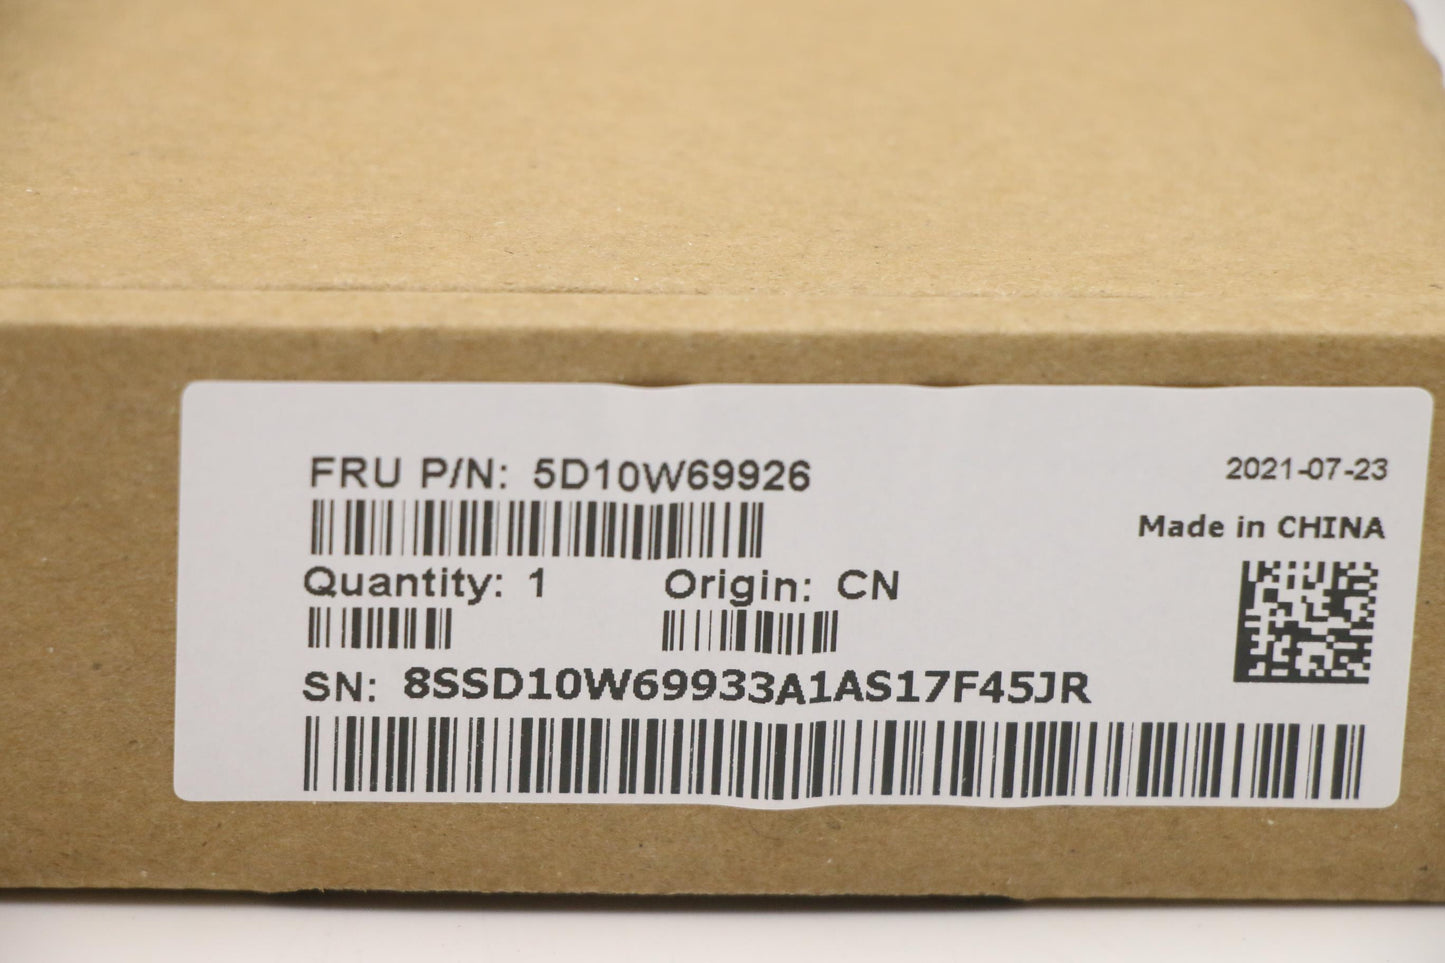 FRU P/N: 5D10W69926
2021-07-23
Made in CHINA
Quantity: 1 Origin: CN
SN: 8SSD10W69933A1AS17F45JR